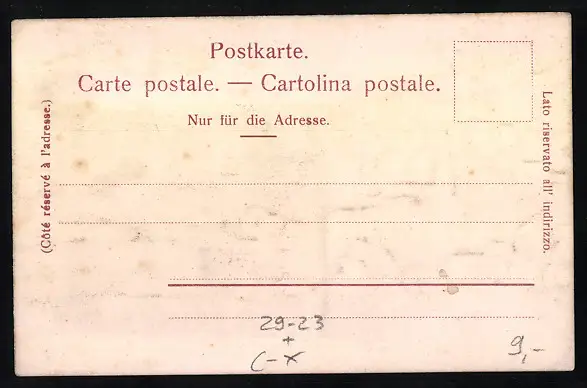 Postkarte.
Carte postale. — Cartolina postale.
Nur für die Adresse.
(Côté réservé à l'adresse.)
Lato riservato all' indirizzo.
29-23
+
C-X
9,-